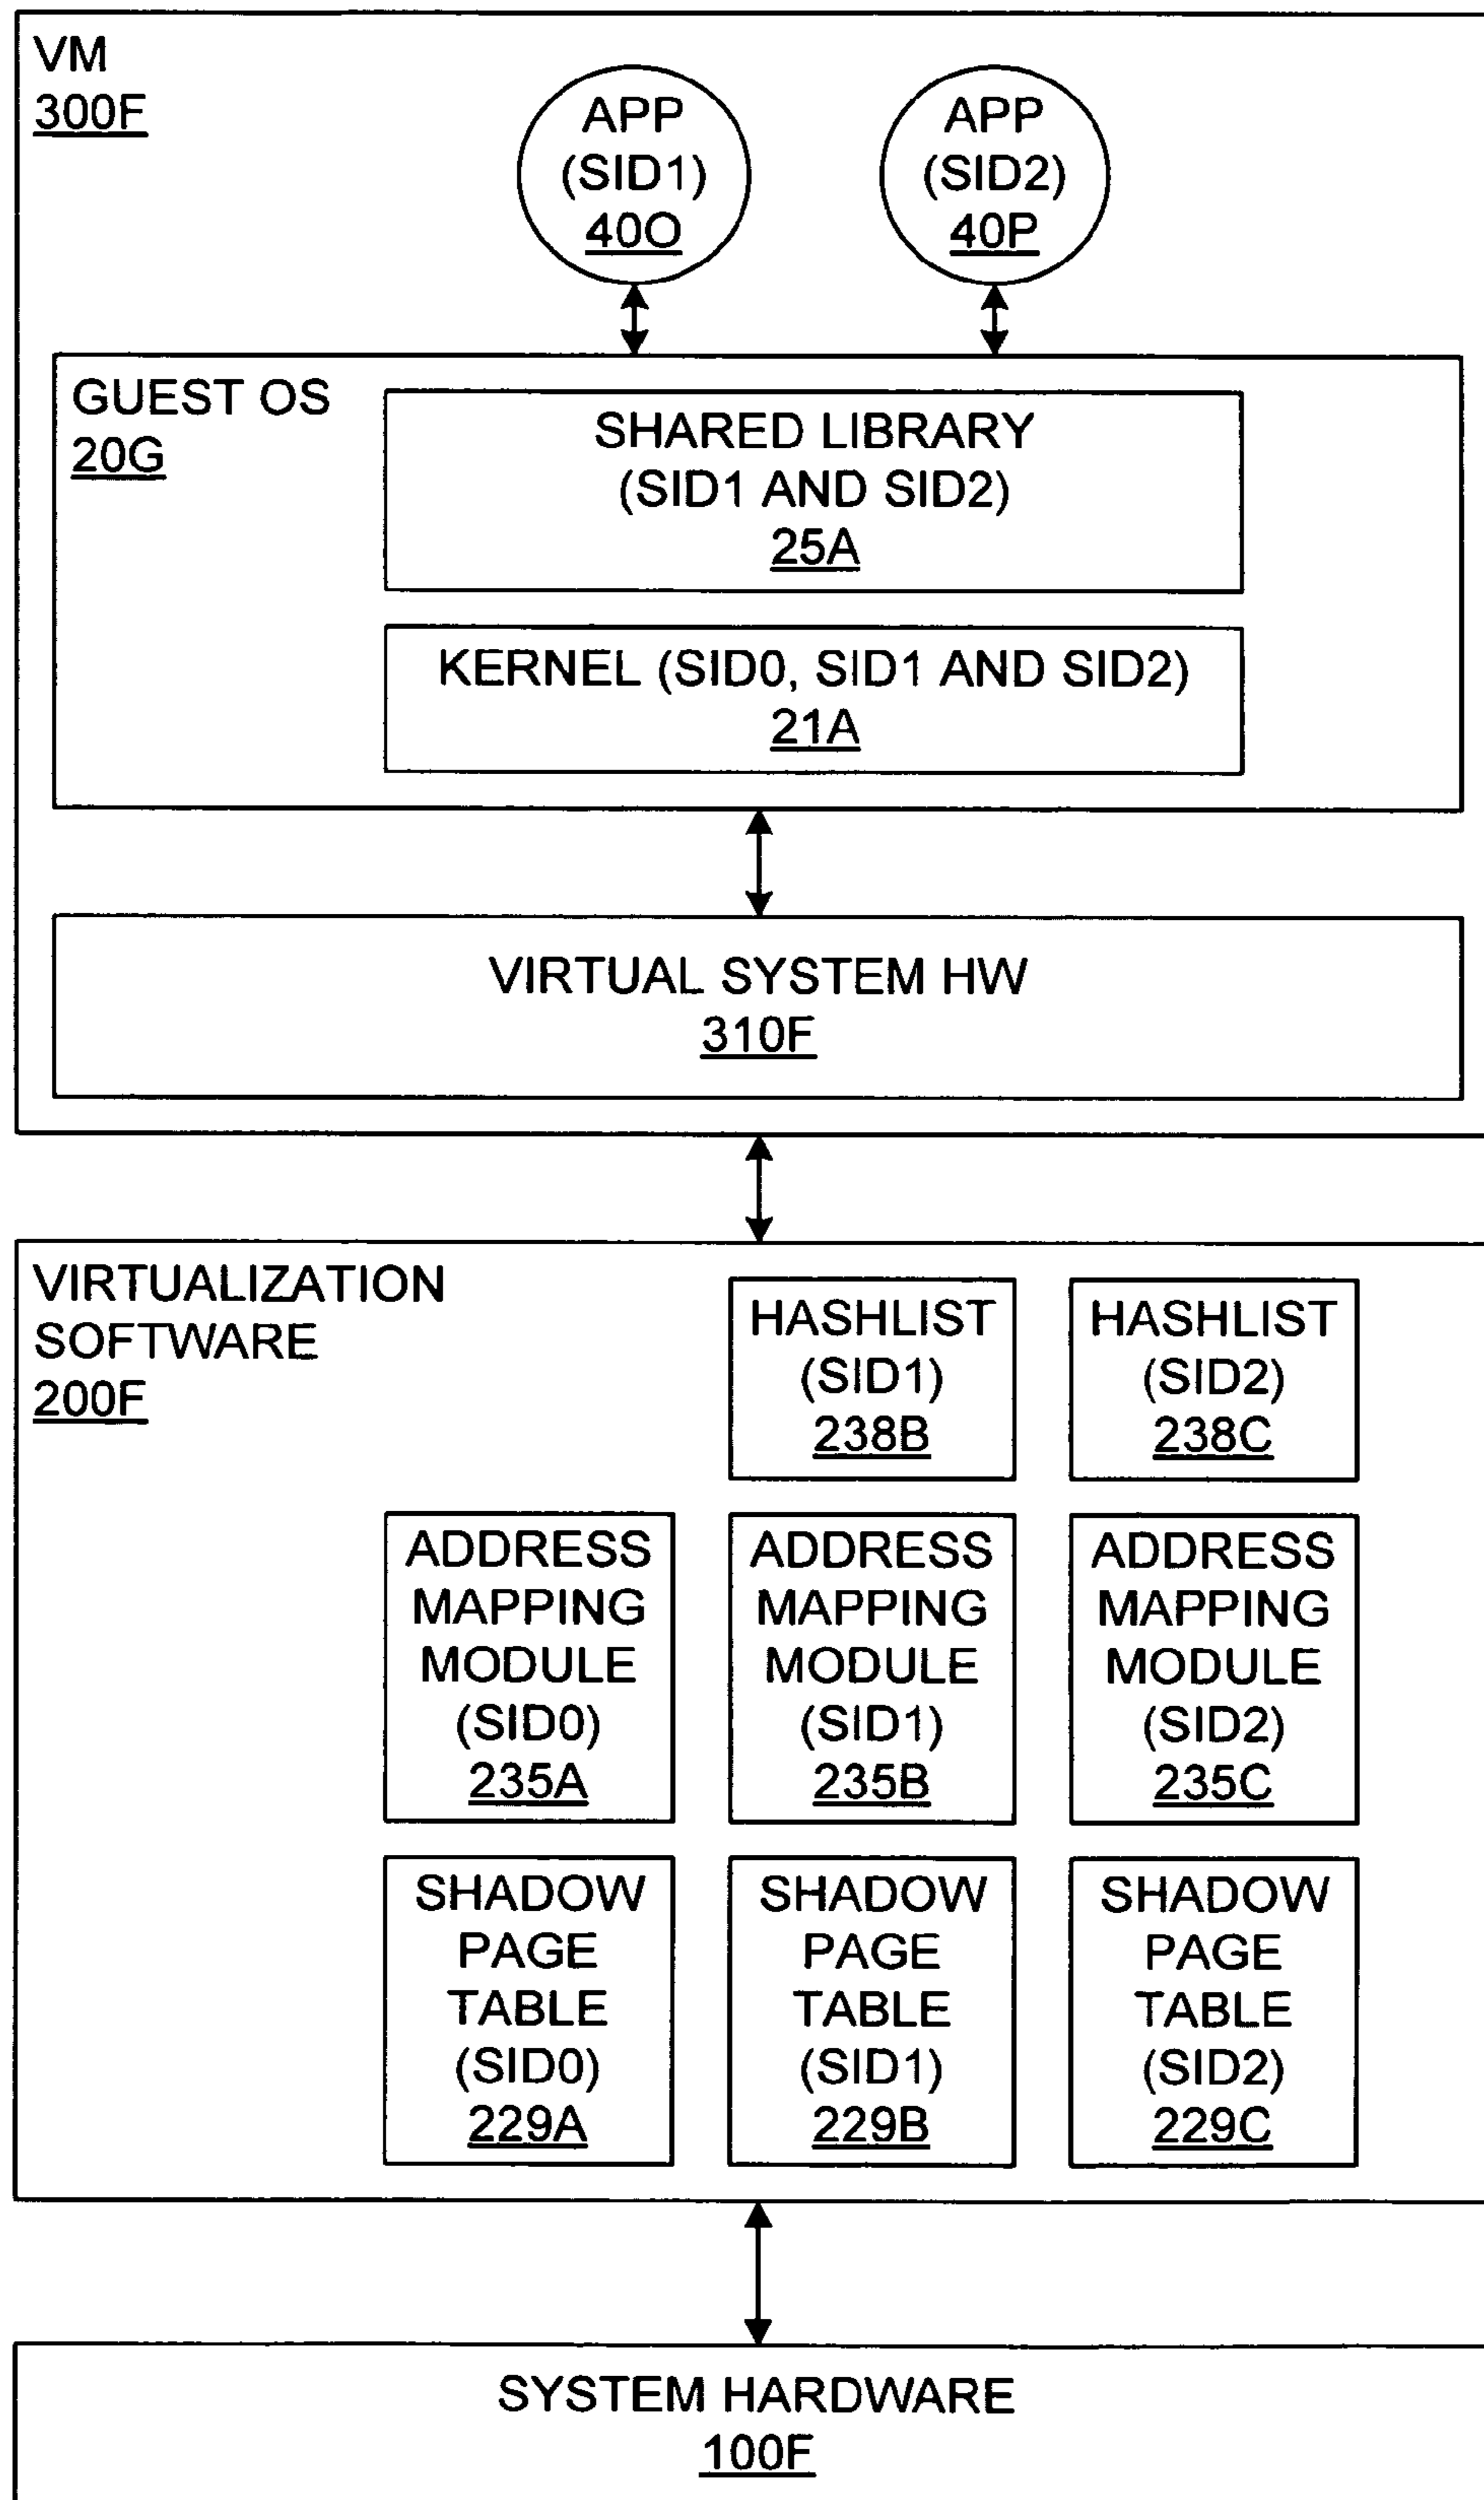 VM
300F
APP
(SID1)
40O
APP
(SID2)
40P
GUEST OS
20G
SHARED LIBRARY
(SID1 AND SID2)
25A
KERNEL (SID0, SID1 AND SID2)
21A
VIRTUAL SYSTEM HW
310F
VIRTUALIZATION
SOFTWARE
200F
HASHLIST
(SID1)
238B
HASHLIST
(SID2)
238C
ADDRESS
MAPPING
MODULE
(SID0)
235A
ADDRESS
MAPPING
MODULE
(SID1)
235B
ADDRESS
MAPPING
MODULE
(SID2)
235C
SHADOW
PAGE
TABLE
(SID0)
229A
SHADOW
PAGE
TABLE
(SID1)
229B
SHADOW
PAGE
TABLE
(SID2)
229C
SYSTEM HARDWARE
100F